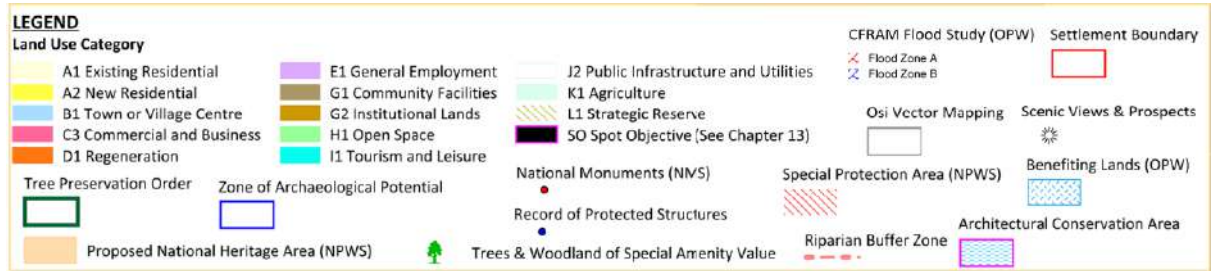 LEGEND
Land Use Category
A1 Existing Residential
A2 New Residential
B1 Town or Village Centre
C3 Commercial and Business
D1 Regeneration
E1 General Employment
G1 Community Facilities
G2 Institutional Lands
H1 Open Space
I1 Tourism and Leisure
J2 Public Infrastructure and Utilities
K1 Agriculture
L1 Strategic Reserve
SO Spot Objective (See Chapter 13)
CFRAM Flood Study (OPW)
Flood Zone A
Flood Zone B
Settlement Boundary
Osi Vector Mapping
Scenic Views & Prospects
Tree Preservation Order
Zone of Archaeological Potential
National Monuments (NMS)
Record of Protected Structures
Special Protection Area (NPWS)
Benefiting Lands (OPW)
Architectural Conservation Area
Proposed National Heritage Area (NPWS)
Trees & Woodland of Special Amenity Value
Riparian Buffer Zone